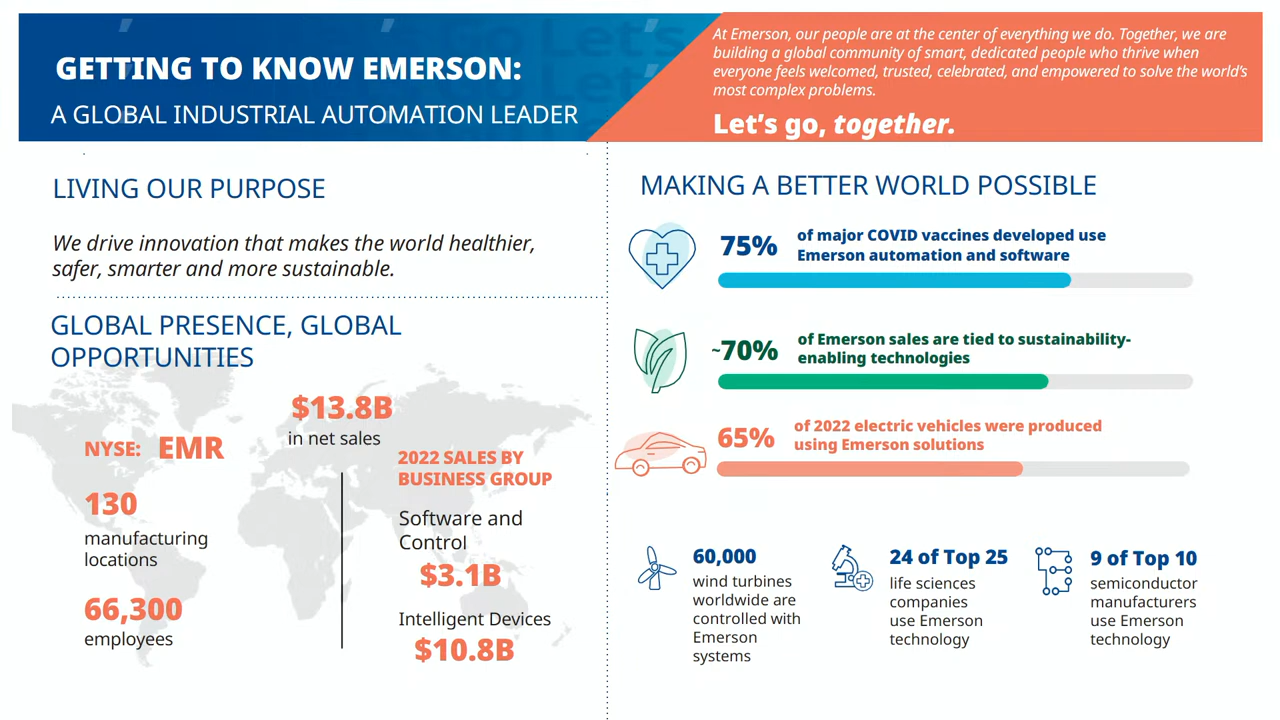 GETTING TO KNOW EMERSON:
A GLOBAL INDUSTRIAL AUTOMATION LEADER
At Emerson, our people are at the center of everything we do. Together, we are
building a global community of smart, dedicated people who thrive when
everyone feels welcomed, trusted, celebrated, and empowered to solve the world's
most complex problems.
Let's go, together.
LIVING OUR PURPOSE
We drive innovation that makes the world healthier,
safer, smarter and more sustainable.
GLOBAL PRESENCE, GLOBAL
OPPORTUNITIES
NYSE: EMR
130
manufacturing
locations
66,300
employees
$13.8B
in net sales
2022 SALES BY
BUSINESS GROUP
Software and
Control
$3.1B
Intelligent Devices
$10.8B
MAKING A BETTER WORLD POSSIBLE
75%
of major COVID vaccines developed use
Emerson automation and software
~70%
of Emerson sales are tied to sustainability-
enabling technologies
65%
of 2022 electric vehicles were produced
using Emerson solutions
60,000
wind turbines
worldwide are
controlled with
Emerson
systems
24 of Top 25
life sciences
companies
use Emerson
technology
9 of Top 10
semiconductor
manufacturers
use Emerson
technology